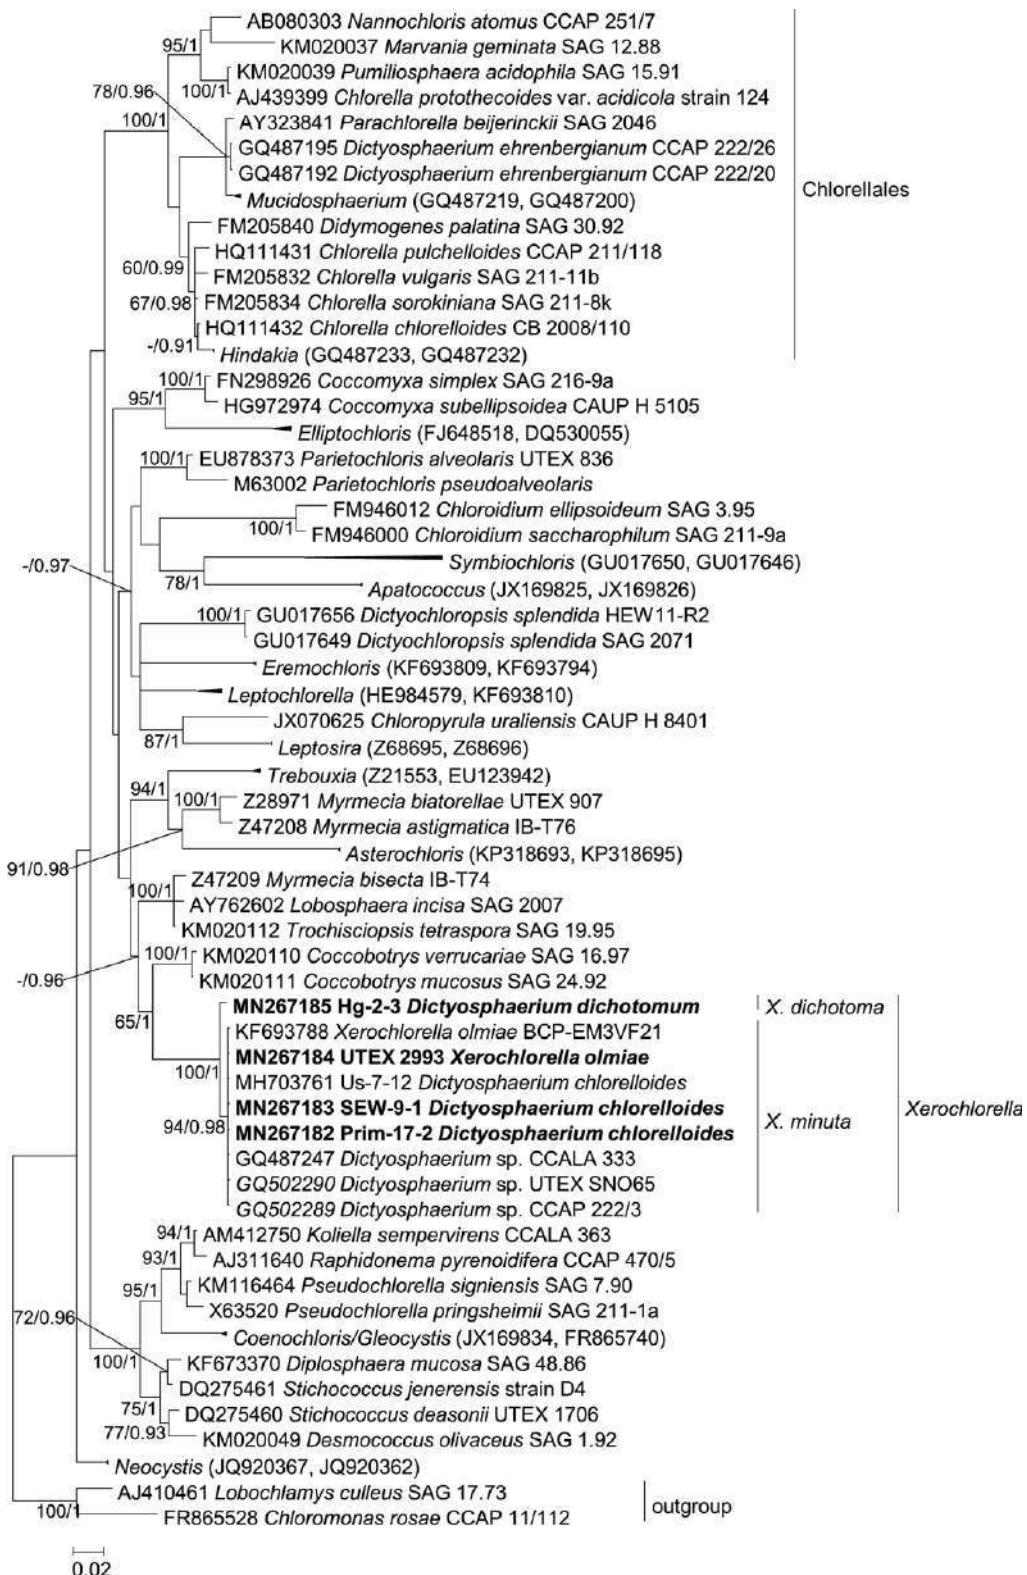 AB080303 Nannochloris atomus CCAP 251/7
95/1
KM020037 Marvania geminata SAG 12.88
KM020039 Pumiliosphaera acidophila SAG 15.91
78/0.96
100/1
AJ439399 Chlorella protothecoides var. acidicola strain 124
100/1
AY323841 Parachlorella beijerinckii SAG 2046
GQ487195 Dictyosphaerium ehrenbergianum CCAP 222/26
GQ487192 Dictyosphaerium ehrenbergianum CCAP 222/20
Chlorellales
Mucidosphaerium (GQ487219, GQ487200)
FM205840 Didymogenes palatina SAG 30.92
HQ111431 Chlorella pulchelloides CCAP 211/118
60/0.99
FM205832 Chlorella vulgaris SAG 211-11b
67/0.98
FM205834 Chlorella sorokiniana SAG 211-8k
HQ111432 Chlorella chlorelloides CB 2008/110
-/0.91
Hindakia (GQ487233, GQ487232)
100/1
FN298926 Coccomyxa simplex SAG 216-9a
95/1
HG972974 Coccomyxa subellipsoidea CAUP H 5105
Elliptochloris (FJ648518, DQ530055)
100/1
EU878373 Parietochloris alveolaris UTEX 836
M63002 Parietochloris pseudoalveolaris
FM946012 Chloroidium ellipsoideum SAG 3.95
100/1
FM946000 Chloroidium saccharophilum SAG 211-9a
-/0.97
Symbiochloris (GU017650, GU017646)
78/1
Apatococcus (JX169825, JX169826)
100/1
GU017656 Dictyochloropsis splendida HEW11-R2
GU017649 Dictyochloropsis splendida SAG 2071
Eremochloris (KF693809, KF693794)
Leptochlorella (HE984579, KF693810)
JX070625 Chloropyrula uraliensis CAUP H 8401
87/1
Leptosira (Z68695, Z68696)
Trebouxia (Z21553, EU123942)
94/1
100/1
Z28971 Myrmecia biatorellae UTEX 907
Z47208 Myrmecia astigmatica IB-T76
Asterochloris (KP318693, KP318695)
91/0.98
Z47209 Myrmecia bisecta IB-T74
100/1
AY762602 Lobosphaera incisa SAG 2007
KM020112 Trochisciopsis tetraspora SAG 19.95
100/1
KM020110 Coccobotrys verrucariae SAG 16.97
-/0.96
KM020111 Coccobotrys mucosus SAG 24.92
MN267185 Hg-2-3 Dictyosphaerium dichotomum
X. dichotoma
65/1
KF693788 Xerochlorella olmiae BCP-EM3VF21
MN267184 UTEX 2993 Xerochlorella olmiae
100/1
MH703761 Us-7-12 Dictyosphaerium chlorelloides
MN267183 SEW-9-1 Dictyosphaerium chlorelloides
Xerochlorella
X. minuta
94/0.98
MN267182 Prim-17-2 Dictyosphaerium chlorelloides
GQ487247 Dictyosphaerium sp. CCALA 333
GQ502290 Dictyosphaerium sp. UTEX SNO65
GQ502289 Dictyosphaerium sp. CCAP 222/3
94/1
AM412750 Koliella sempervirens CCALA 363
93/1
AJ311640 Raphidonema pyrenoidifera CCAP 470/5
95/1
KM116464 Pseudochlorella signiensis SAG 7.90
X63520 Pseudochlorella pringsheimii SAG 211-1a
72/0.96
Coenochloris/Gleocystis (JX169834, FR865740)
100/1
KF673370 Diplosphaera mucosa SAG 48.86
DQ275461 Stichococcus jenerensis strain D4
75/1
DQ275460 Stichococcus deasonii UTEX 1706
77/0.93
KM020049 Desmococcus olivaceus SAG 1.92
Neocystis (JQ920367, JQ920362)
AJ410461 Lobochlamys culleus SAG 17.73
100/1
outgroup
FR865528 Chloromonas rosae CCAP 11/112
0.02